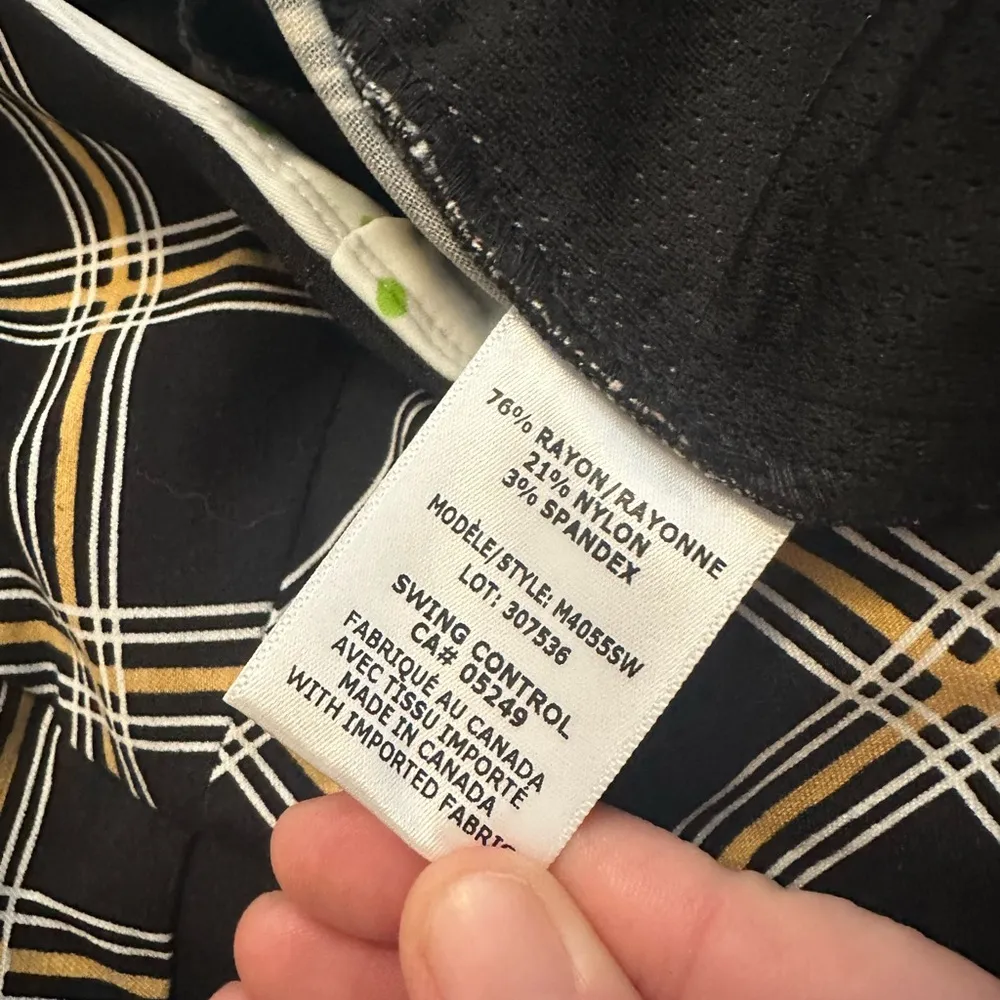 76% RAYON/RAYONNE
21% NYLON
3% SPANDEX
MODÈLE/STYLE: M4055SW
LOT: 307536
SWING CONTROL
CA# 05249
FABRIQUÉ AU CANADA
AVEC TISSU IMPORTÉ
MADE IN CANADA
WITH IMPORTED FABRIC